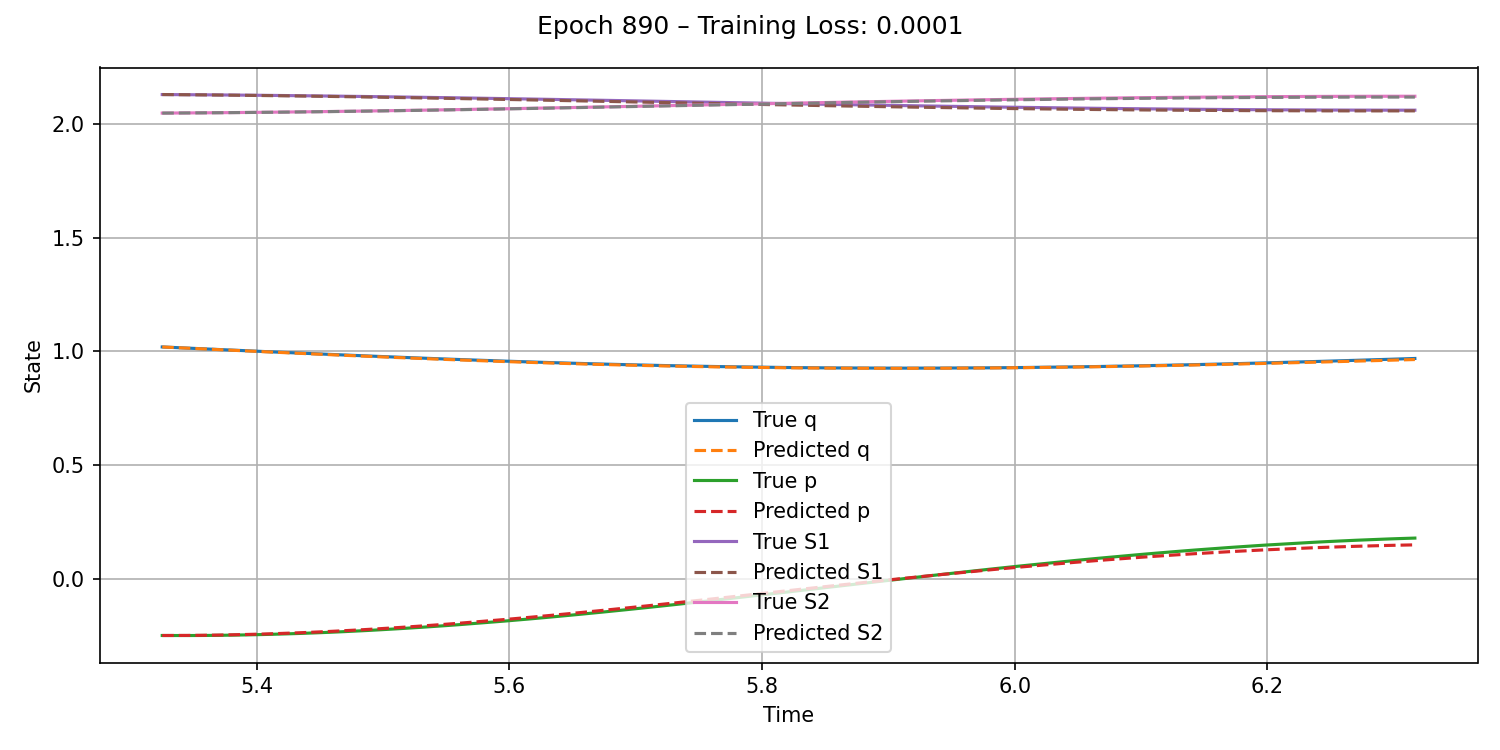 Epoch 890 – Training Loss: 0.0001
2.0
1.5
1.0
0.5
0.0
State
True q
Predicted q
True p
Predicted p
True S1
Predicted S1
True S2
Predicted S2
5.4 5.6 5.8 6.0 6.2
Time